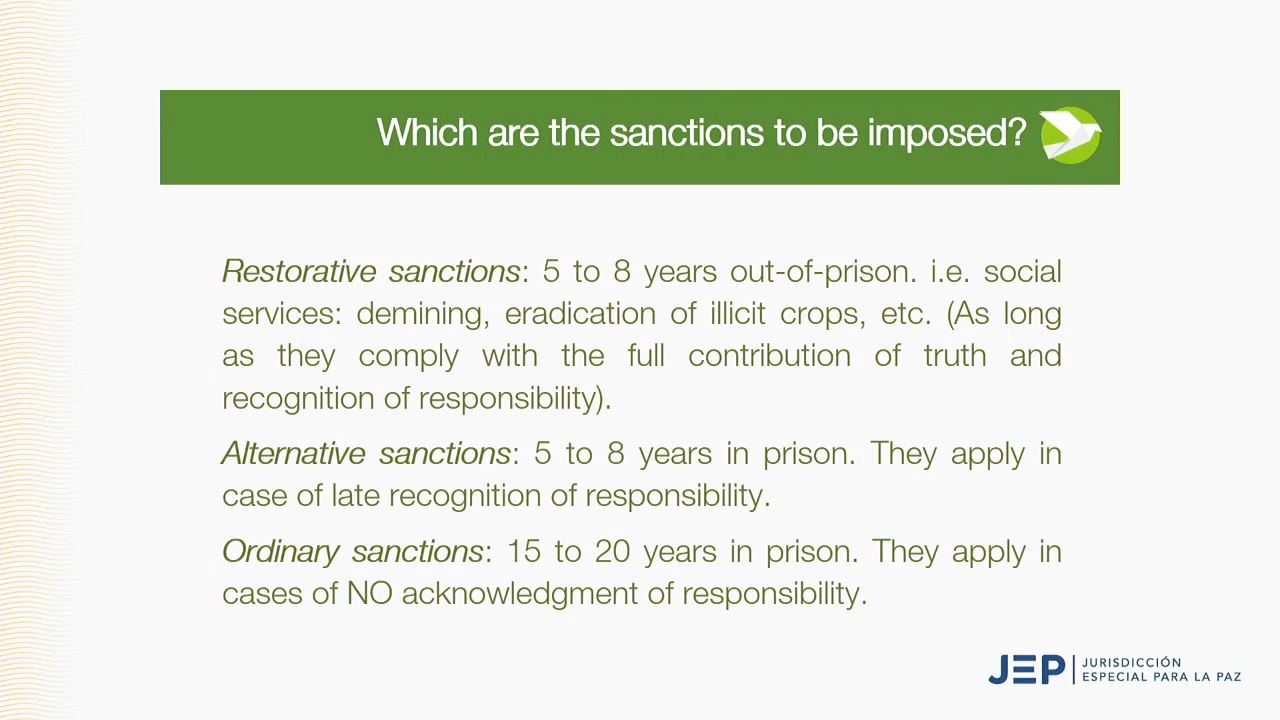 Which are the sanctions to be imposed?
Restorative sanctions: 5 to 8 years out-of-prison. i.e. social
services: demining, eradication of illicit crops, etc. (As long
as they comply with the full contribution of truth and
recognition of responsibility).
Alternative sanctions: 5 to 8 years in prison. They apply in
case of late recognition of responsibility.
Ordinary sanctions: 15 to 20 years in prison. They apply in
cases of NO acknowledgment of responsibility.
JEP
JURISDICCIÓN
ESPECIAL PARA LA PAZ